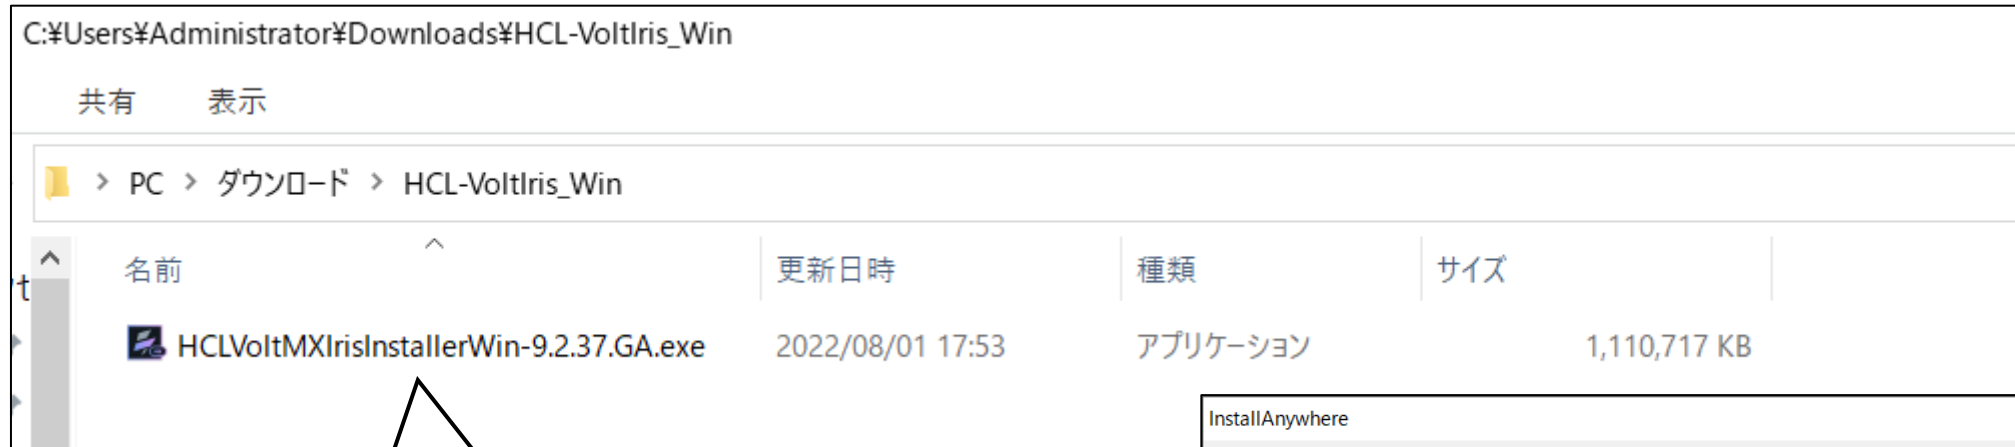 C:¥Users¥Administrator¥Downloads¥HCL-VoltIris_Win
共有 表示
> PC > ダウンロード > HCL-VoltIris_Win
名前 更新日時 種類 サイズ
HCLVoltMXIrisInstallerWin-9.2.37.GA.exe 2022/08/01 17:53 アプリケーション 1,110,717 KB
InstallAnywhere